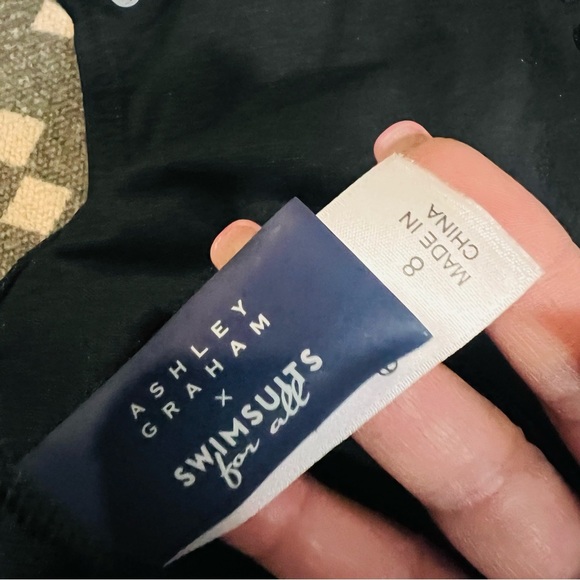 ASHLEY
GRAHAM
×
SWIMSUITS
for all
8
MADE IN
CHINA